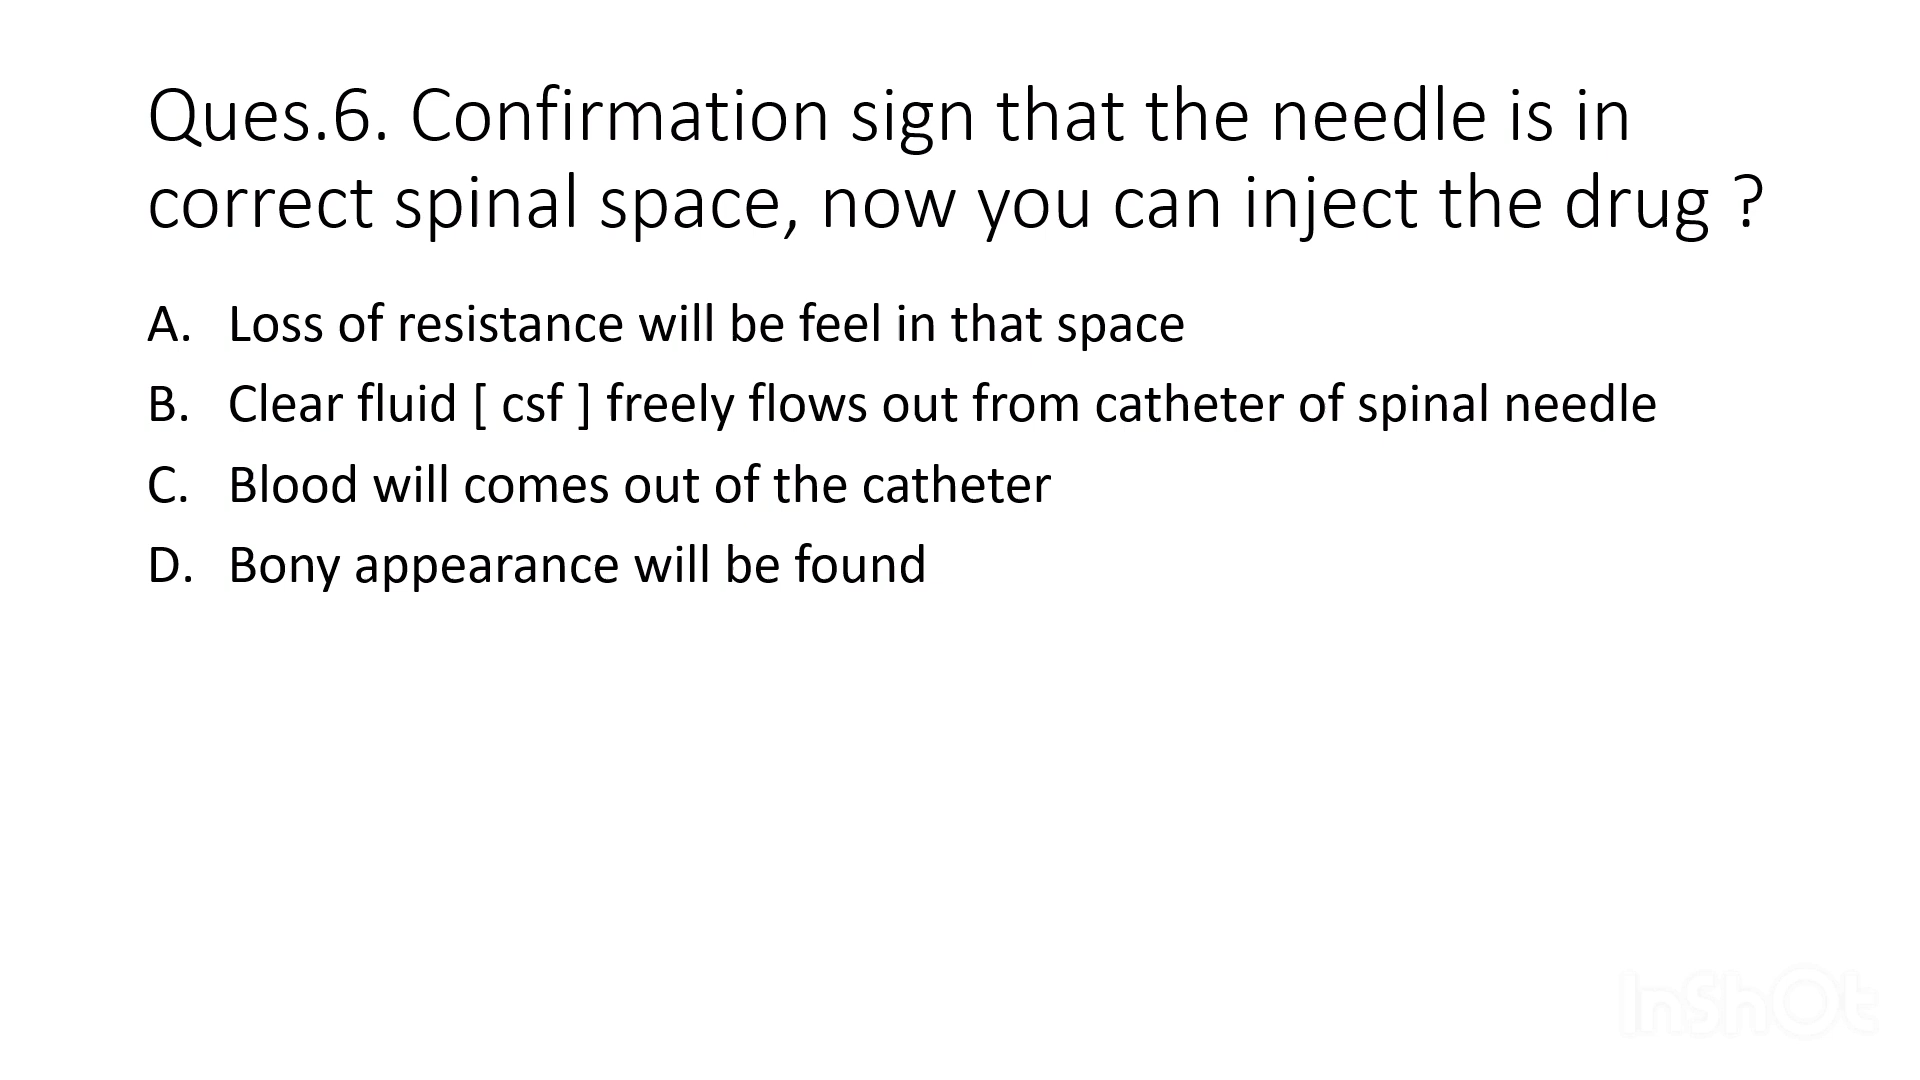 Ques.6. Confirmation sign that the needle is in
correct spinal space, now you can inject the drug ?
A. Loss of resistance will be feel in that space
B. Clear fluid [ csf ] freely flows out from catheter of spinal needle
C. Blood will comes out of the catheter
D. Bony appearance will be found
InShOt